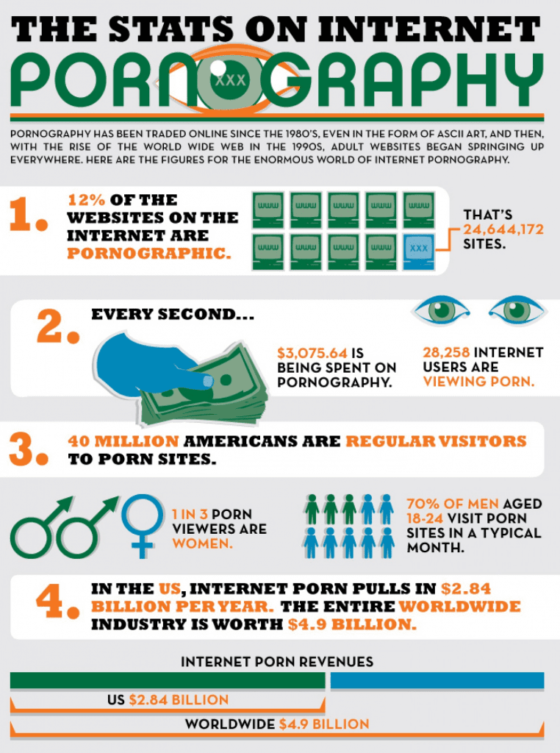 THE STATS ON INTERNET
PORNOGRAPHY
XXX
PORNOGRAPHY HAS BEEN TRADED ONLINE SINCE THE 1980'S, EVEN IN THE FORM OF ASCII ART, AND THEN,
WITH THE RISE OF THE WORLD WIDE WEB IN THE 1990S, ADULT WEBSITES BEGAN SPRINGING UP
EVERYWHERE. HERE ARE THE FIGURES FOR THE ENORMOUS WORLD OF INTERNET PORNOGRAPHY.
1.
12% OF THE
WEBSITES ON THE
INTERNET ARE
PORNOGRAPHIC.
WWW WWW WWW WWW WWW
WWW WWW WWW WWW XXX
THAT'S
24,644,172
SITES.
2.
EVERY SECOND...
$3,075.64 IS
BEING SPENT ON
PORNOGRAPHY.
28,258 INTERNET
USERS ARE
VIEWING PORN.
3.
40 MILLION AMERICANS ARE REGULAR VISITORS
TO PORN SITES.
1 IN 3 PORN
VIEWERS ARE
WOMEN.
70% OF MEN AGED
18-24 VISIT PORN
SITES IN A TYPICAL
MONTH.
4.
IN THE US, INTERNET PORN PULLS IN $2.84
BILLION PER YEAR. THE ENTIRE WORLDWIDE
INDUSTRY IS WORTH $4.9 BILLION.
INTERNET PORN REVENUES
US $2.84 BILLION
WORLDWIDE $4.9 BILLION